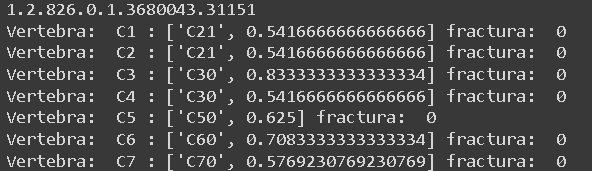 1.2.826.0.1.3680043.31151
Vertebra:  C1 : ['C21', 0.5416666666666666] fractura:  0
Vertebra:  C2 : ['C21', 0.5416666666666666] fractura:  0
Vertebra:  C3 : ['C30', 0.8333333333333334] fractura:  0
Vertebra:  C4 : ['C30', 0.5416666666666666] fractura:  0
Vertebra:  C5 : ['C50', 0.625] fractura:  0
Vertebra:  C6 : ['C60', 0.7083333333333334] fractura:  0
Vertebra:  C7 : ['C70', 0.5769230769230769] fractura:  0